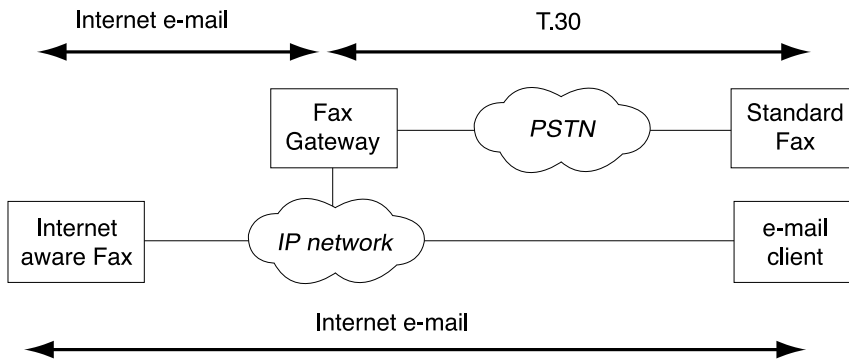 Internet e-mail
T.30
Fax
Gateway
PSTN
Standard
Fax
Internet
aware Fax
IP network
e-mail
client
Internet e-mail